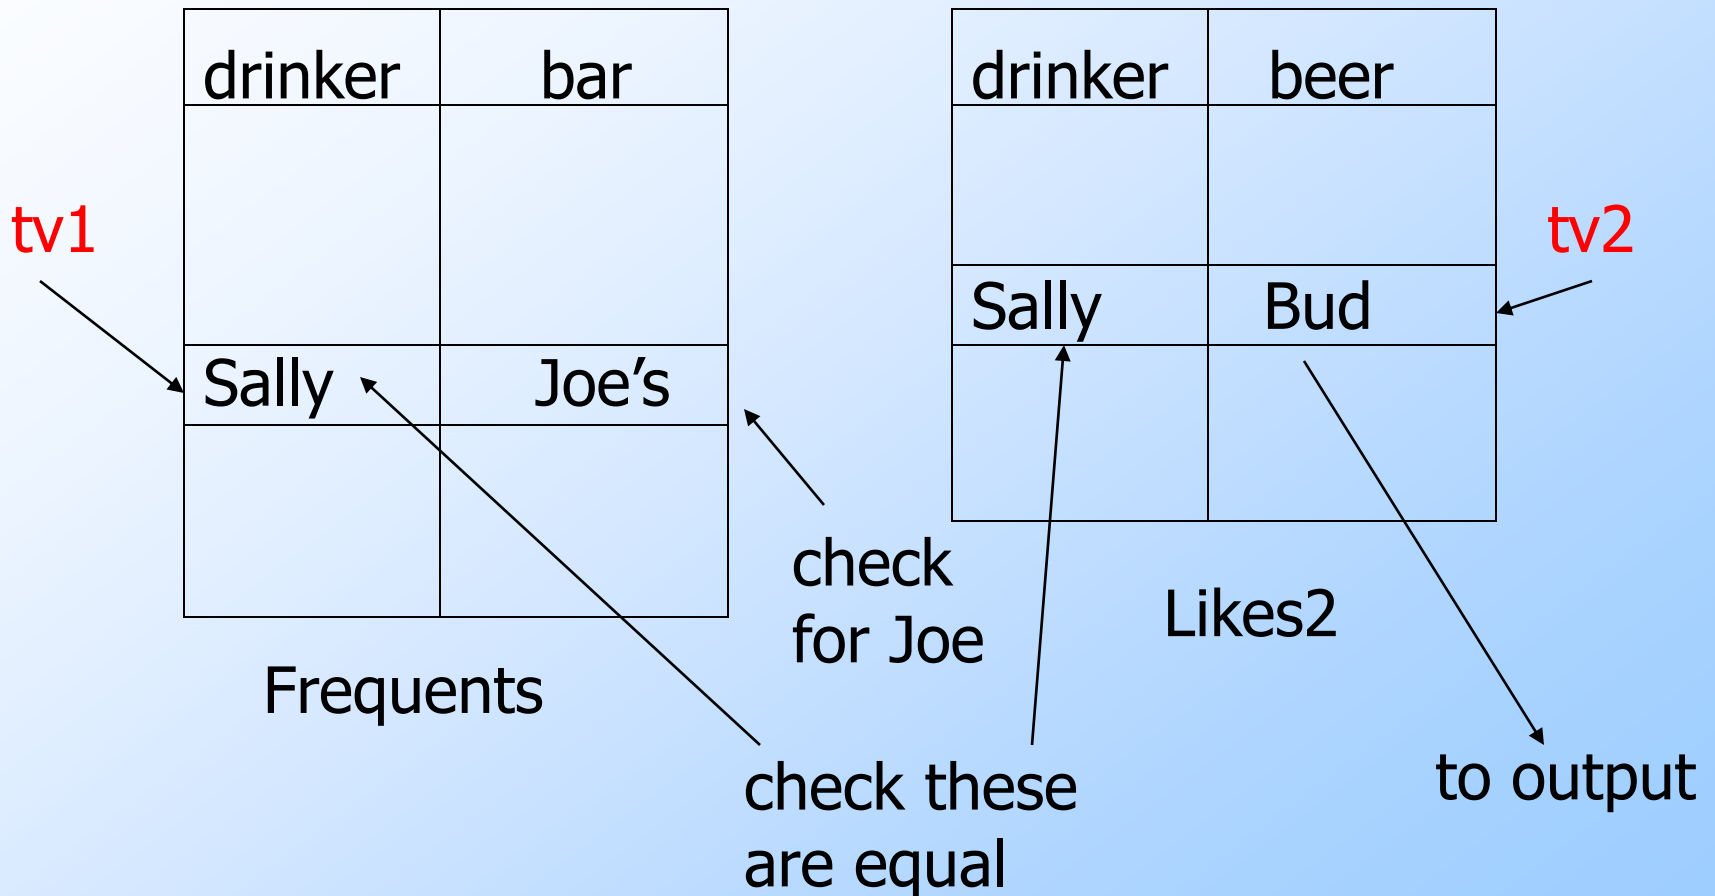 drinker bar
tv1
Sally Joe’s
Frequents
check
for Joe
drinker beer
tv2
Sally Bud
Likes2
check these
are equal
to output